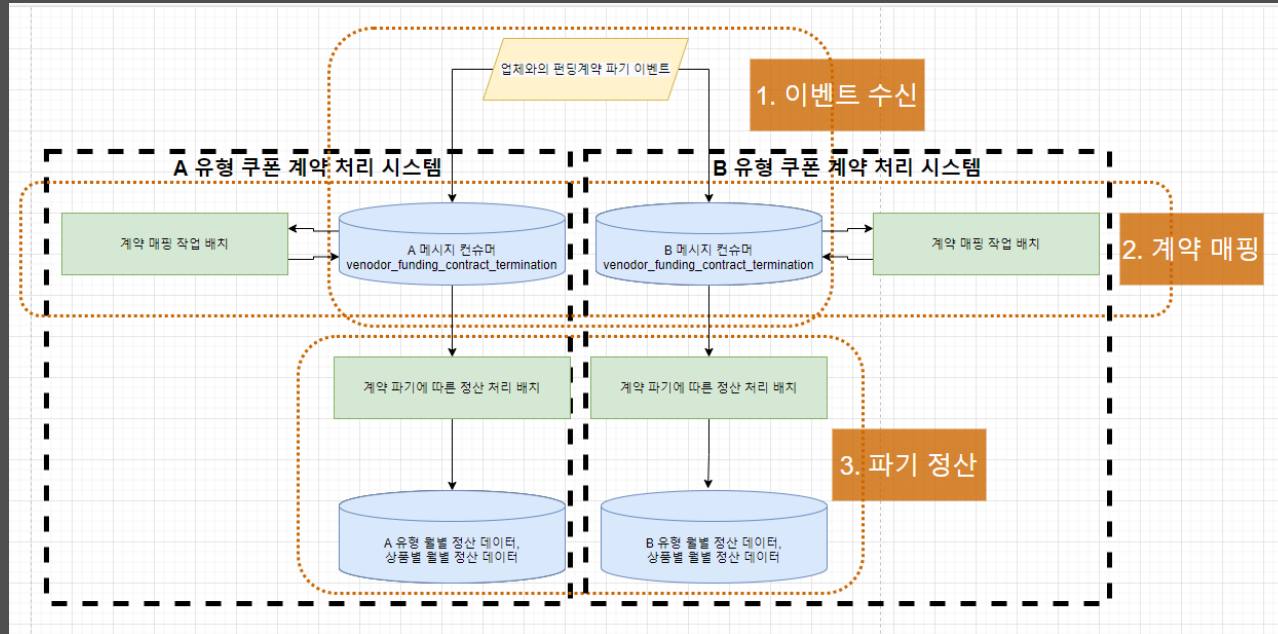 업체와의 펀딩계약 파기 이벤트
1. 이벤트 수신
A 유형 쿠폰 계약 처리 시스템
B 유형 쿠폰 계약 처리 시스템
계약 매핑 작업 배치
A 메시지 컨슈머
venodor_funding_contract_termination
B 메시지 컨슈머
venodor_funding_contract_termination
계약 매핑 작업 배치
2. 계약 매핑
계약 파기에 따른 정산 처리 배치
계약 파기에 따른 정산 처리 배치
3. 파기 정산
A 유형 월별 정산 데이터,
상품별 월별 정산 데이터
B 유형 월별 정산 데이터,
상품별 월별 정산 데이터